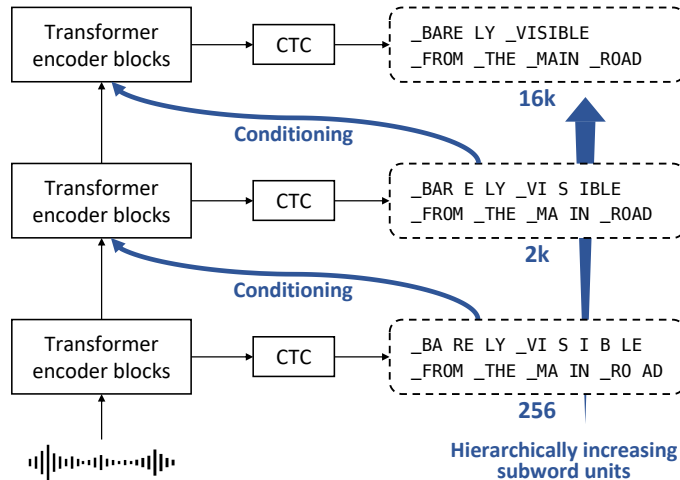 Transformer
encoder blocks
CTC
_BARE LY _VISIBLE
_FROM _THE _MAIN _ROAD
16k
Conditioning
Transformer
encoder blocks
CTC
_BAR E LY _VI S IBLE
_FROM _THE _MA IN _ROAD
2k
Conditioning
Transformer
encoder blocks
CTC
_BA RE LY _VI S I B LE
_FROM _THE _MA IN _RO AD
256
Hierarchically increasing
subword units